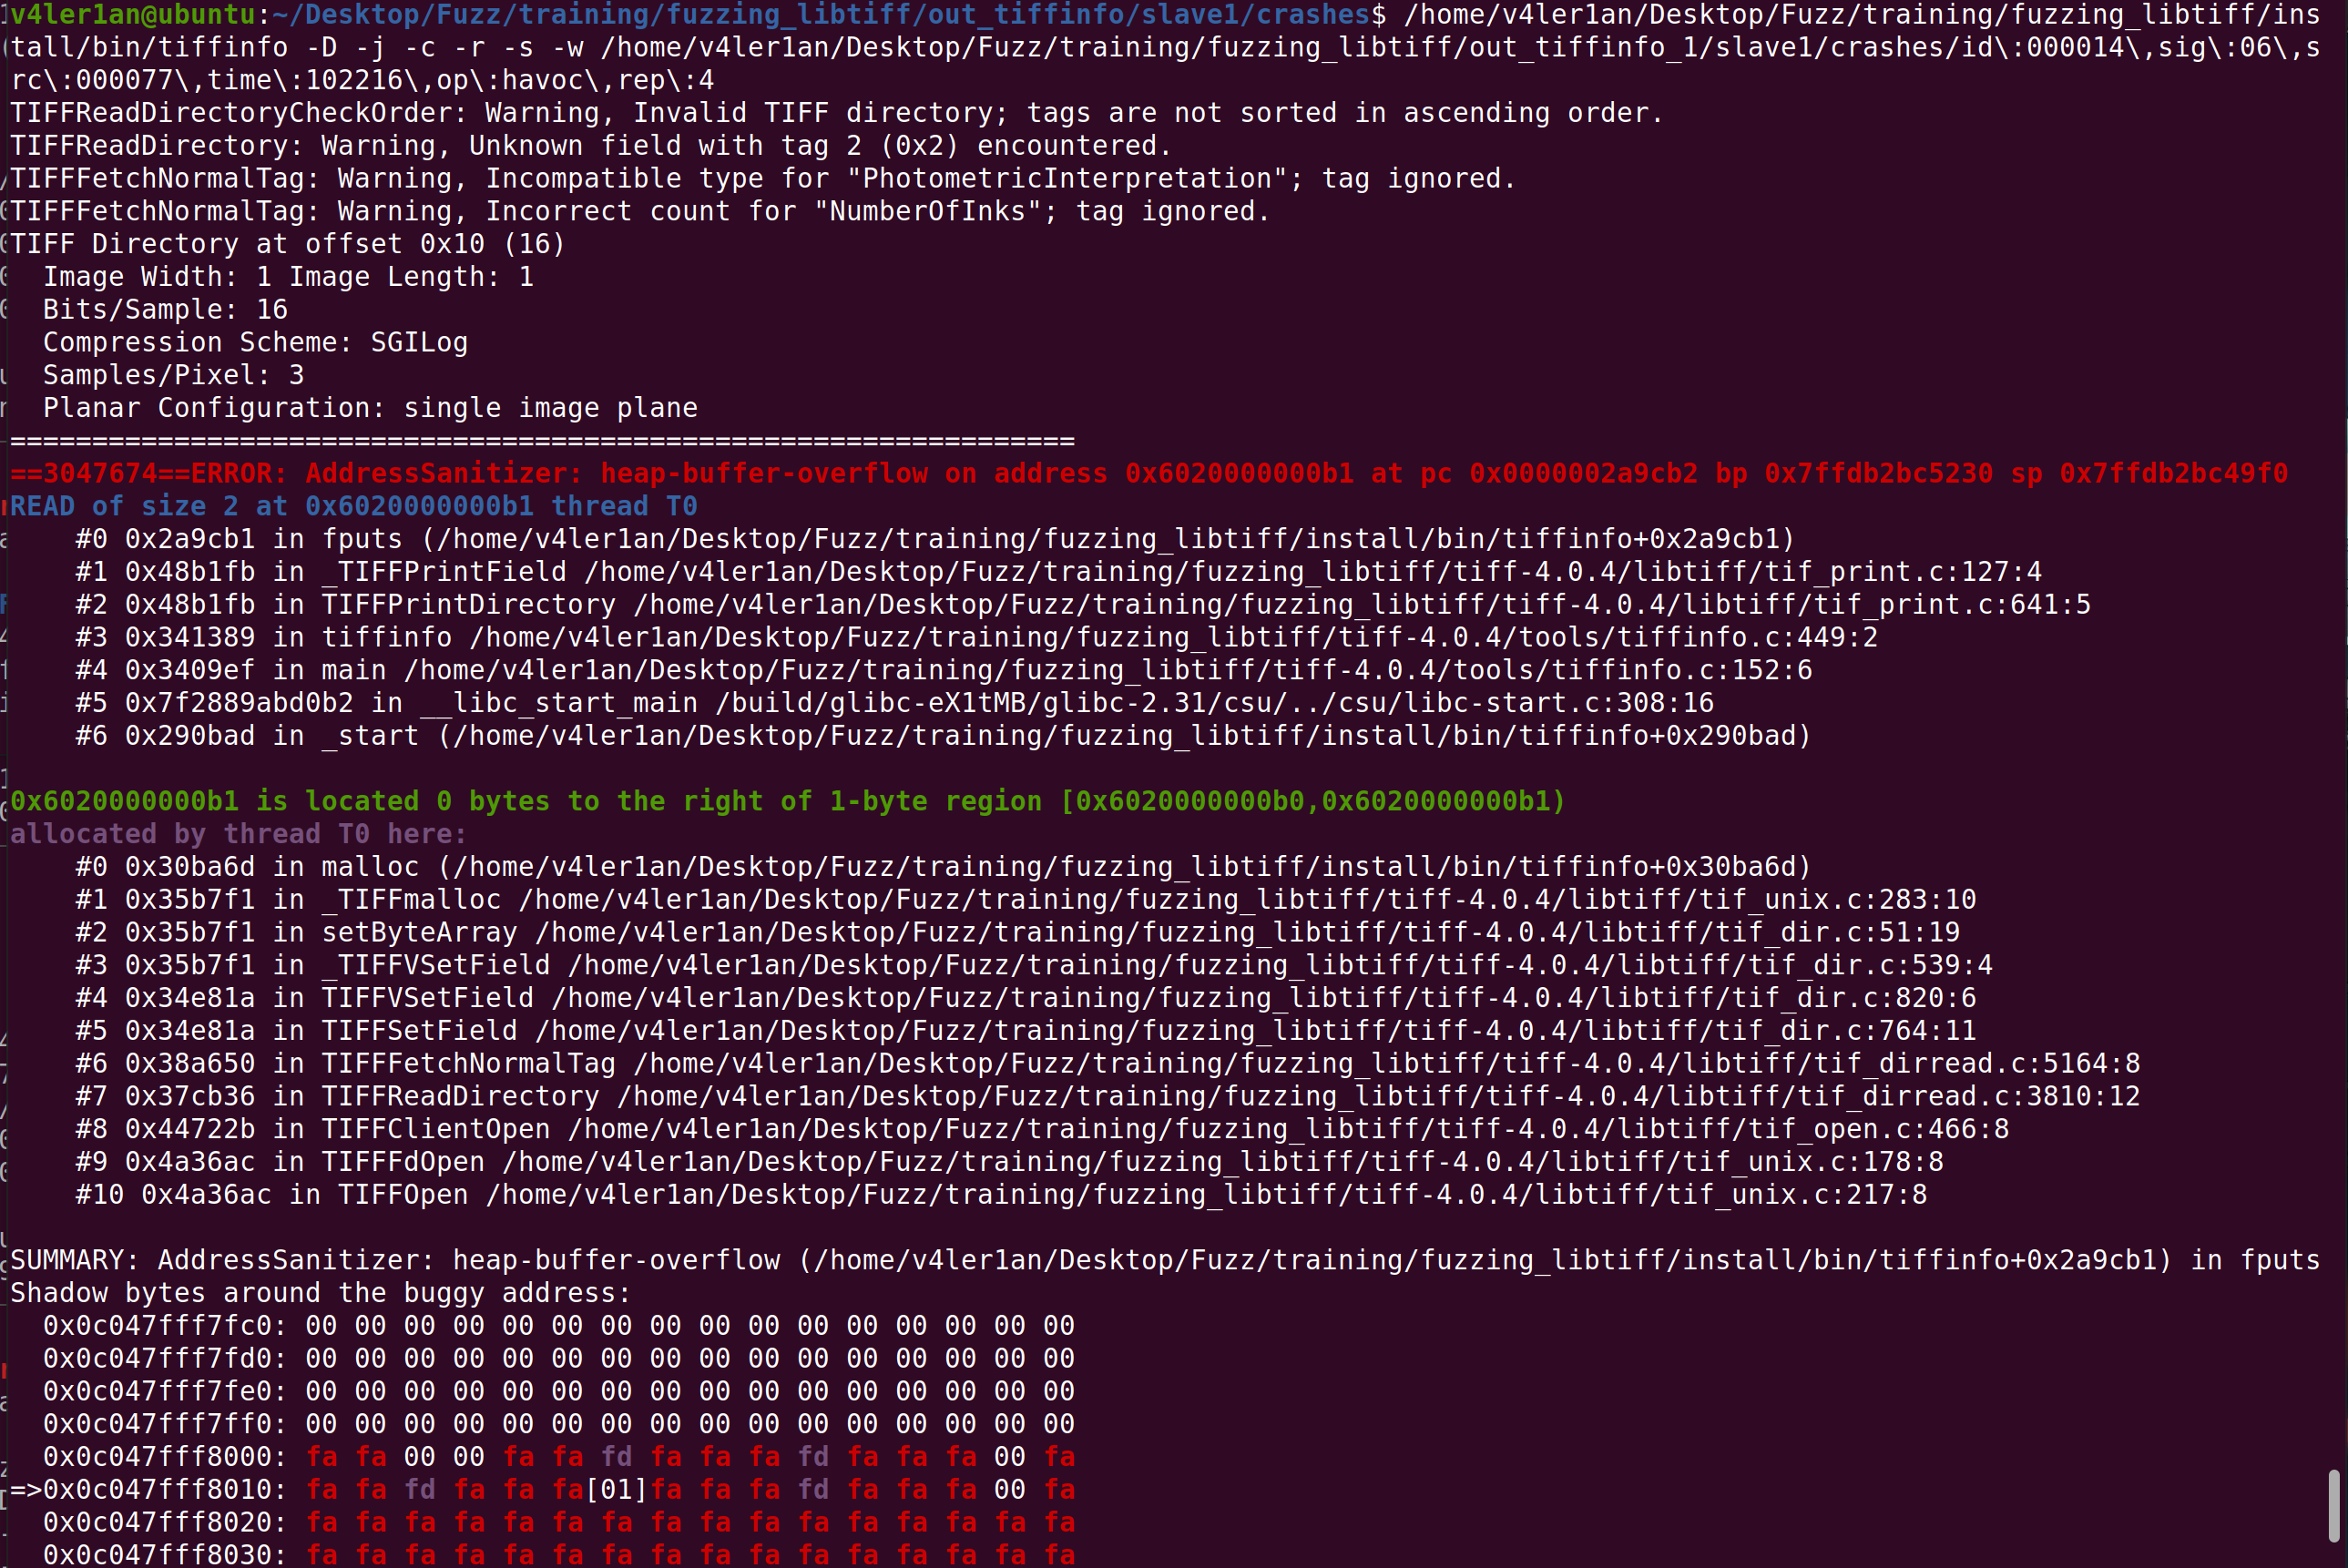 v4ler1an@ubuntu:~/Desktop/Fuzz/training/fuzzing_libtiff/out_tiffinfo/slave1/crashes$ /home/v4ler1an/Desktop/Fuzz/training/fuzzing_libtiff/ins
tall/bin/tiffinfo -D -j -c -r -s -w /home/v4ler1an/Desktop/Fuzz/training/fuzzing_libtiff/out_tiffinfo_1/slave1/crashes/id\:000014\,sig\:06\,s
rc\:000077\,time\:102216\,op\:havoc\,rep\:4
TIFFReadDirectoryCheckOrder: Warning, Invalid TIFF directory; tags are not sorted in ascending order.
TIFFReadDirectory: Warning, Unknown field with tag 2 (0x2) encountered.
TIFFFetchNormalTag: Warning, Incompatible type for "PhotometricInterpretation"; tag ignored.
TIFFFetchNormalTag: Warning, Incorrect count for "NumberOfInks"; tag ignored.
TIFF Directory at offset 0x10 (16)
  Image Width: 1 Image Length: 1
  Bits/Sample: 16
  Compression Scheme: SGILog
  Samples/Pixel: 3
  Planar Configuration: single image plane
=================================================================
==3047674==ERROR: AddressSanitizer: heap-buffer-overflow on address 0x6020000000b1 at pc 0x0000002a9cb2 bp 0x7ffdb2bc5230 sp 0x7ffdb2bc49f0
READ of size 2 at 0x6020000000b1 thread T0
    #0 0x2a9cb1 in fputs (/home/v4ler1an/Desktop/Fuzz/training/fuzzing_libtiff/install/bin/tiffinfo+0x2a9cb1)
    #1 0x48b1fb in _TIFFPrintField /home/v4ler1an/Desktop/Fuzz/training/fuzzing_libtiff/tiff-4.0.4/libtiff/tif_print.c:127:4
    #2 0x48b1fb in TIFFPrintDirectory /home/v4ler1an/Desktop/Fuzz/training/fuzzing_libtiff/tiff-4.0.4/libtiff/tif_print.c:641:5
    #3 0x341389 in tiffinfo /home/v4ler1an/Desktop/Fuzz/training/fuzzing_libtiff/tiff-4.0.4/tools/tiffinfo.c:449:2
    #4 0x3409ef in main /home/v4ler1an/Desktop/Fuzz/training/fuzzing_libtiff/tiff-4.0.4/tools/tiffinfo.c:152:6
    #5 0x7f2889abd0b2 in __libc_start_main /build/glibc-eX1tMB/glibc-2.31/csu/../csu/libc-start.c:308:16
    #6 0x290bad in _start (/home/v4ler1an/Desktop/Fuzz/training/fuzzing_libtiff/install/bin/tiffinfo+0x290bad)

0x6020000000b1 is located 0 bytes to the right of 1-byte region [0x6020000000b0,0x6020000000b1)
allocated by thread T0 here:
    #0 0x30ba6d in malloc (/home/v4ler1an/Desktop/Fuzz/training/fuzzing_libtiff/install/bin/tiffinfo+0x30ba6d)
    #1 0x35b7f1 in _TIFFmalloc /home/v4ler1an/Desktop/Fuzz/training/fuzzing_libtiff/tiff-4.0.4/libtiff/tif_unix.c:283:10
    #2 0x35b7f1 in setByteArray /home/v4ler1an/Desktop/Fuzz/training/fuzzing_libtiff/tiff-4.0.4/libtiff/tif_dir.c:51:19
    #3 0x35b7f1 in _TIFFVSetField /home/v4ler1an/Desktop/Fuzz/training/fuzzing_libtiff/tiff-4.0.4/libtiff/tif_dir.c:539:4
    #4 0x34e81a in TIFFVSetField /home/v4ler1an/Desktop/Fuzz/training/fuzzing_libtiff/tiff-4.0.4/libtiff/tif_dir.c:820:6
    #5 0x34e81a in TIFFSetField /home/v4ler1an/Desktop/Fuzz/training/fuzzing_libtiff/tiff-4.0.4/libtiff/tif_dir.c:764:11
    #6 0x38a650 in TIFFFetchNormalTag /home/v4ler1an/Desktop/Fuzz/training/fuzzing_libtiff/tiff-4.0.4/libtiff/tif_dirread.c:5164:8
    #7 0x37cb36 in TIFFReadDirectory /home/v4ler1an/Desktop/Fuzz/training/fuzzing_libtiff/tiff-4.0.4/libtiff/tif_dirread.c:3810:12
    #8 0x44722b in TIFFClientOpen /home/v4ler1an/Desktop/Fuzz/training/fuzzing_libtiff/tiff-4.0.4/libtiff/tif_open.c:466:8
    #9 0x4a36ac in TIFFFdOpen /home/v4ler1an/Desktop/Fuzz/training/fuzzing_libtiff/tiff-4.0.4/libtiff/tif_unix.c:178:8
    #10 0x4a36ac in TIFFOpen /home/v4ler1an/Desktop/Fuzz/training/fuzzing_libtiff/tiff-4.0.4/libtiff/tif_unix.c:217:8

SUMMARY: AddressSanitizer: heap-buffer-overflow (/home/v4ler1an/Desktop/Fuzz/training/fuzzing_libtiff/install/bin/tiffinfo+0x2a9cb1) in fputs
Shadow bytes around the buggy address:
  0x0c047fff7fc0: 00 00 00 00 00 00 00 00 00 00 00 00 00 00 00 00
  0x0c047fff7fd0: 00 00 00 00 00 00 00 00 00 00 00 00 00 00 00 00
  0x0c047fff7fe0: 00 00 00 00 00 00 00 00 00 00 00 00 00 00 00 00
  0x0c047fff7ff0: 00 00 00 00 00 00 00 00 00 00 00 00 00 00 00 00
  0x0c047fff8000: fa fa 00 00 fa fa fd fa fa fa fd fa fa fa 00 fa
=>0x0c047fff8010: fa fa fd fa fa fa[01]fa fa fa fd fa fa fa 00 fa
  0x0c047fff8020: fa fa fa fa fa fa fa fa fa fa fa fa fa fa fa fa
  0x0c047fff8030: fa fa fa fa fa fa fa fa fa fa fa fa fa fa fa fa